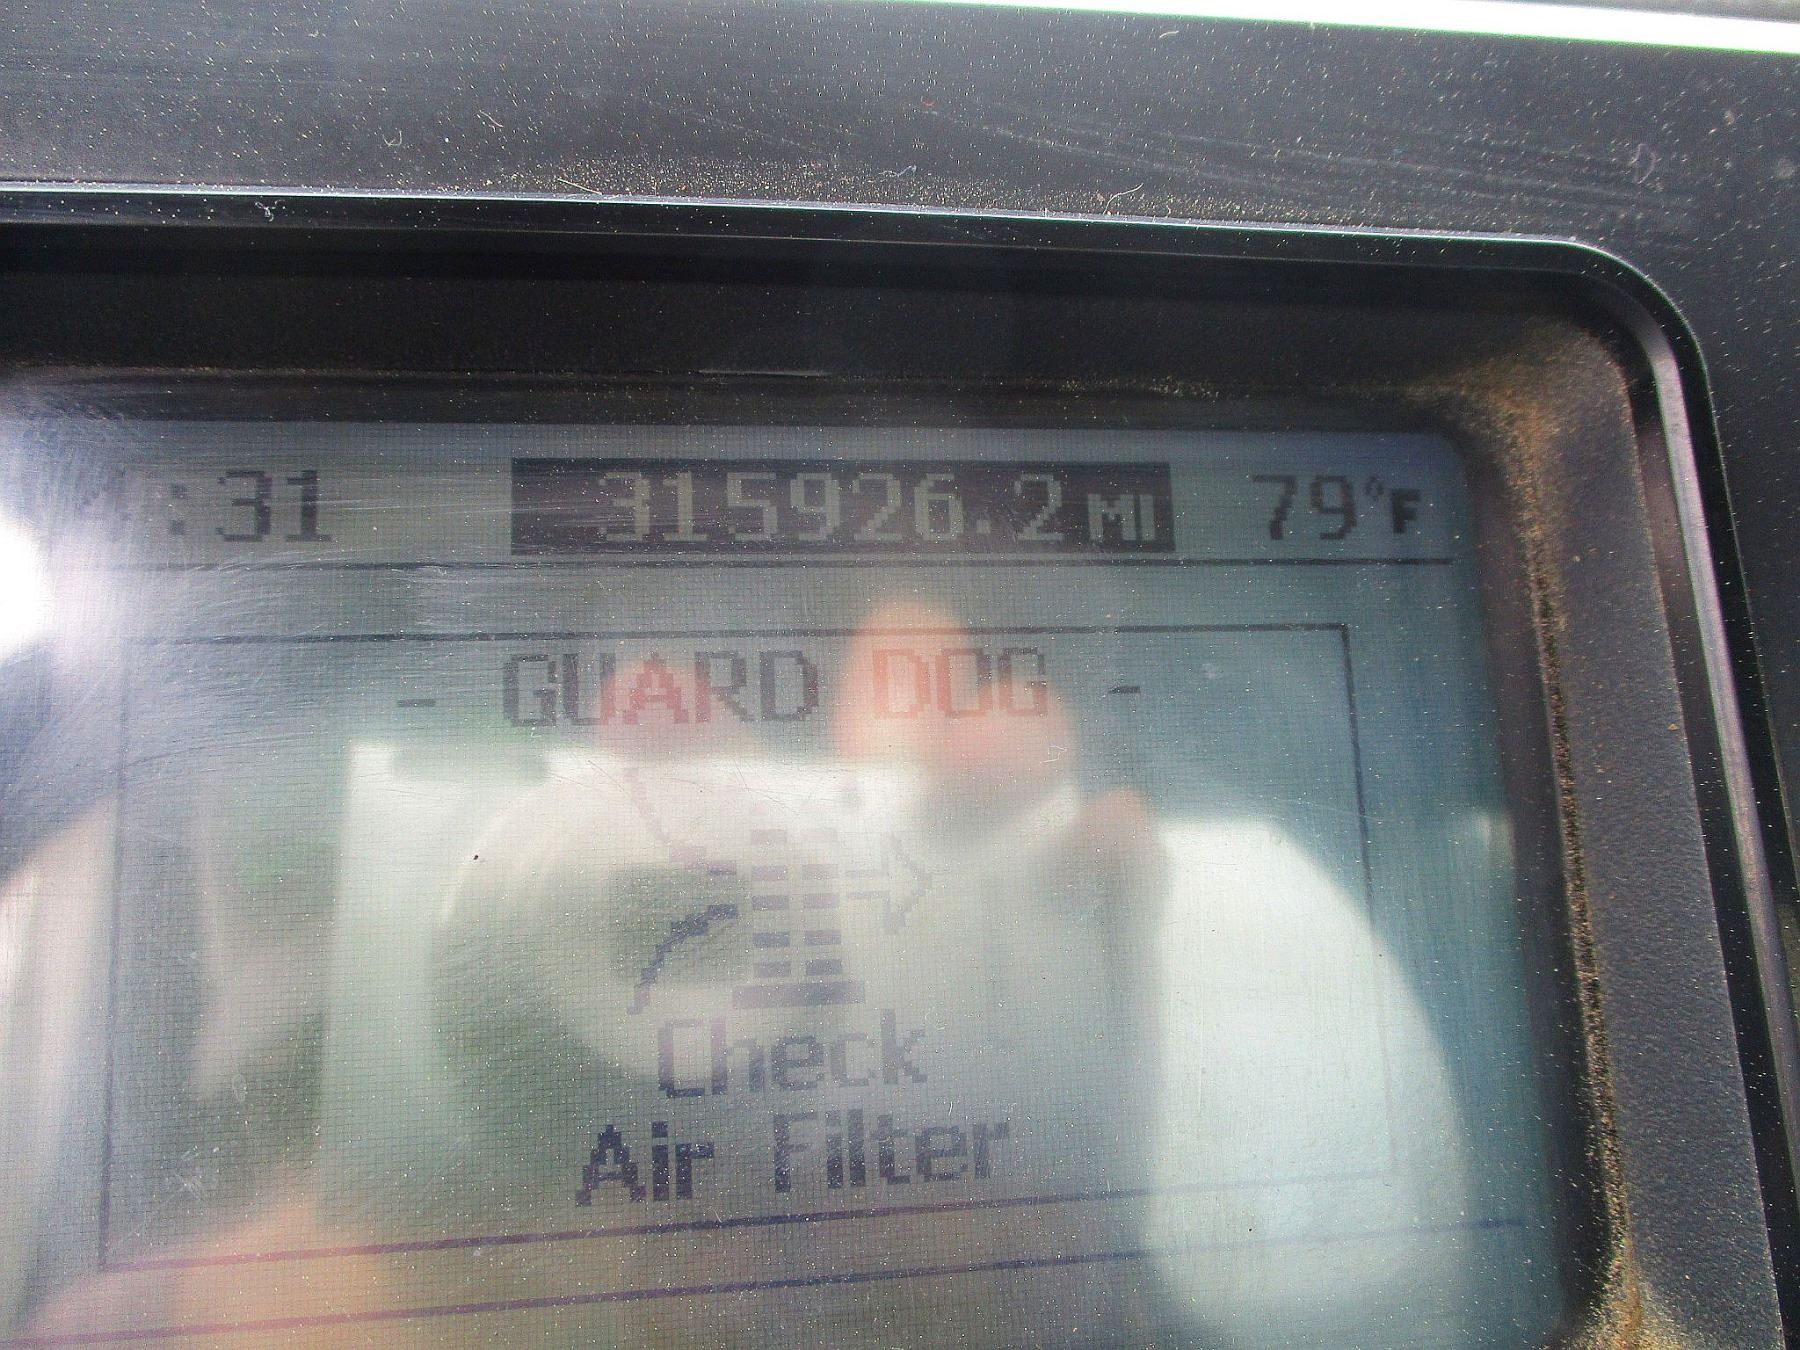 :31 315926.2 MI 79°F
- GUARD DOG -
Check
Air Filter